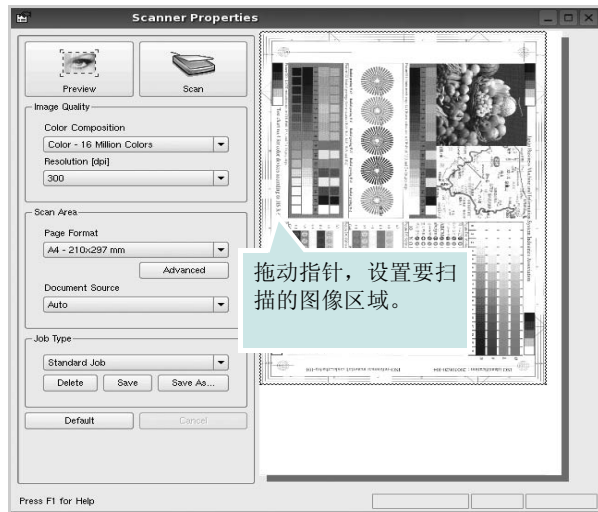 Scanner Properties
Preview
Scan
Image Quality
Color Composition
Color - 16 Million Colors
Resolution [dpi]
300
Scan Area
Page Format
A4 - 210x297 mm
Advanced
Document Source
Auto
Job Type
Standard Job
Delete
Save
Save As...
Default
Cancel
拖动指针，设置要扫
描的图像区域。
Press F1 for Help